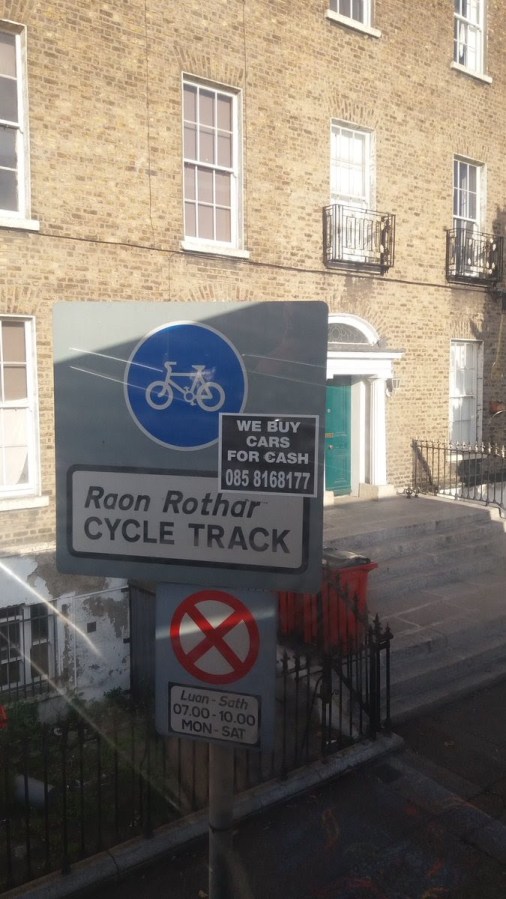 WE BUY
CARS
FOR CASH
085 8168177
Raon Rothar
CYCLE TRACK
Luan - Sath
07.00 - 10.00
MON - SAT